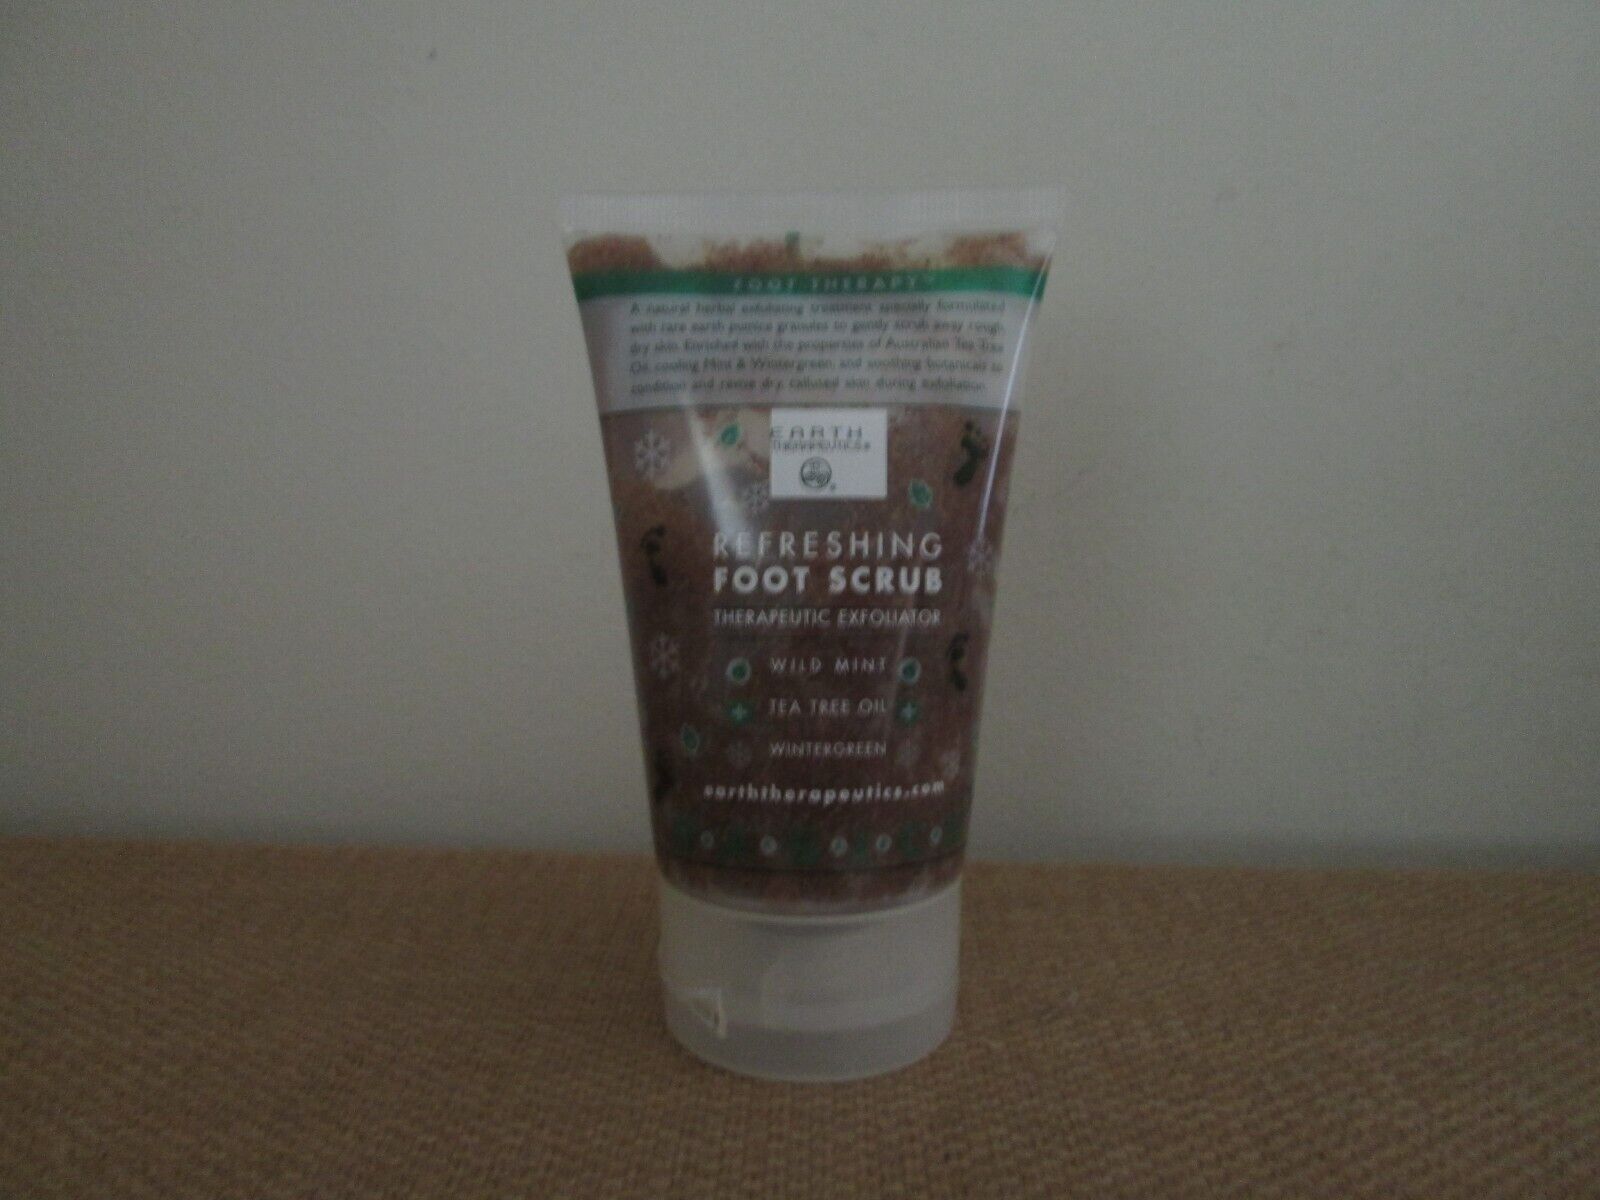 FOOT THERAPY™
A natural herbal exfoliating treatment specially formulated
with rare earth pumice granules to gently scrub away rough,
dry skin. Enriched with the properties of Australian Tea Tree
Oil, cooling Mint & Wintergreen, and soothing botanicals to
condition and revive dry, callused skin during exfoliation.
EARTH
THERAPEUTICS
REFRESHING
FOOT SCRUB
THERAPEUTIC EXFOLIATOR
WILD MINT
TEA TREE OIL
WINTERGREEN
earththerapeutics.com